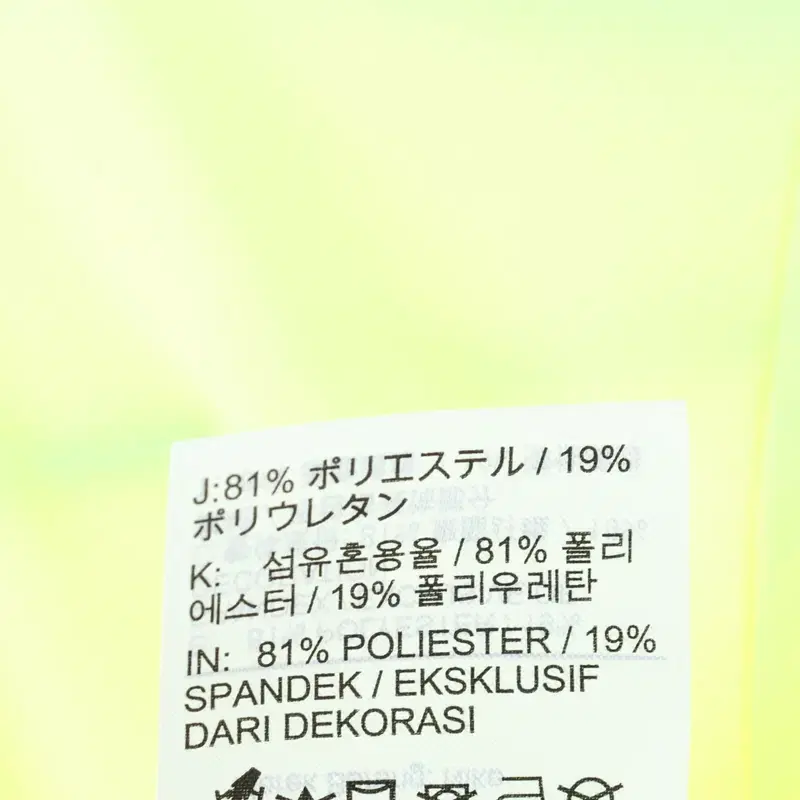 J:81% ポリエステル / 19%
ポリウレタン
K: 섬유혼용율 / 81% 폴리
에스터 / 19% 폴리우레탄
IN: 81% POLIESTER / 19%
SPANDEK / EKSKLUSIF
DARI DEKORASI